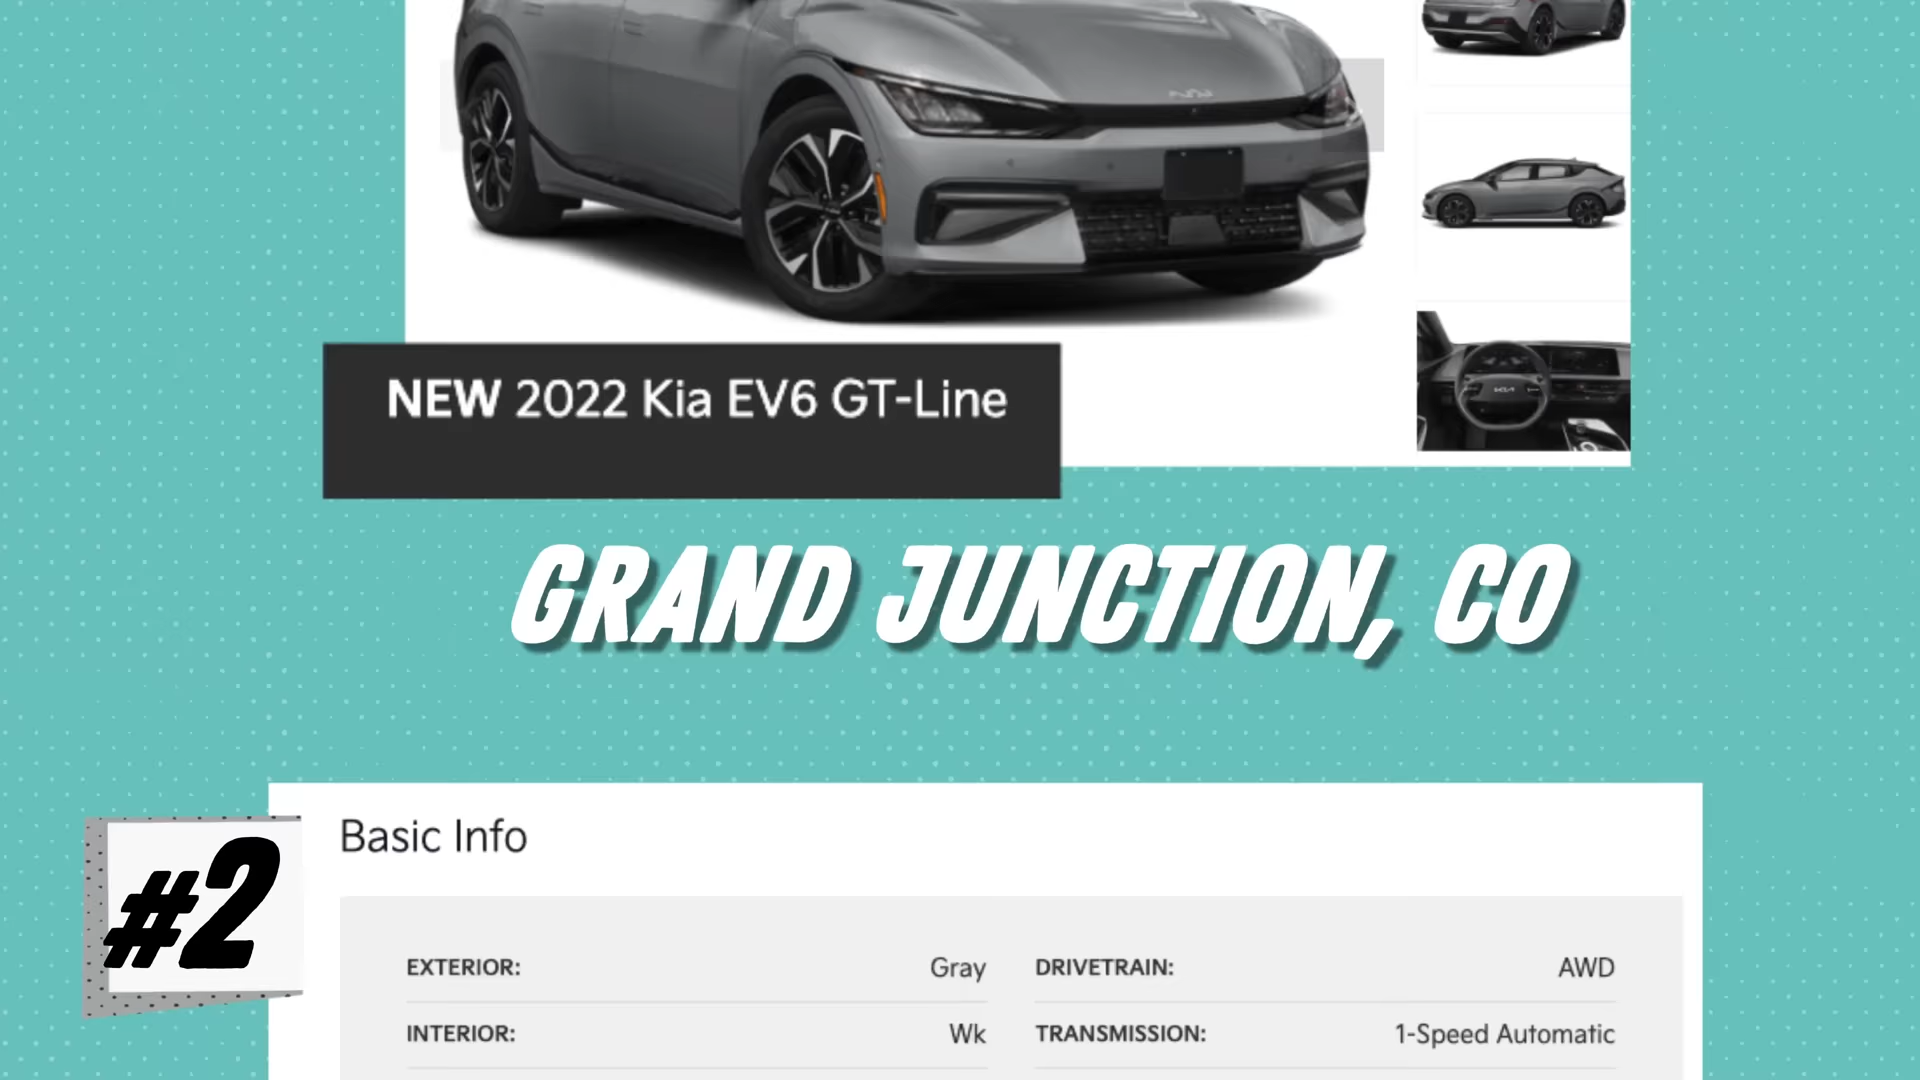 NEW 2022 Kia EV6 GT-Line
GRAND JUNCTION, CO
#2
Basic Info
EXTERIOR: Gray
DRIVETRAIN: AWD
INTERIOR: Wk
TRANSMISSION: 1-Speed Automatic